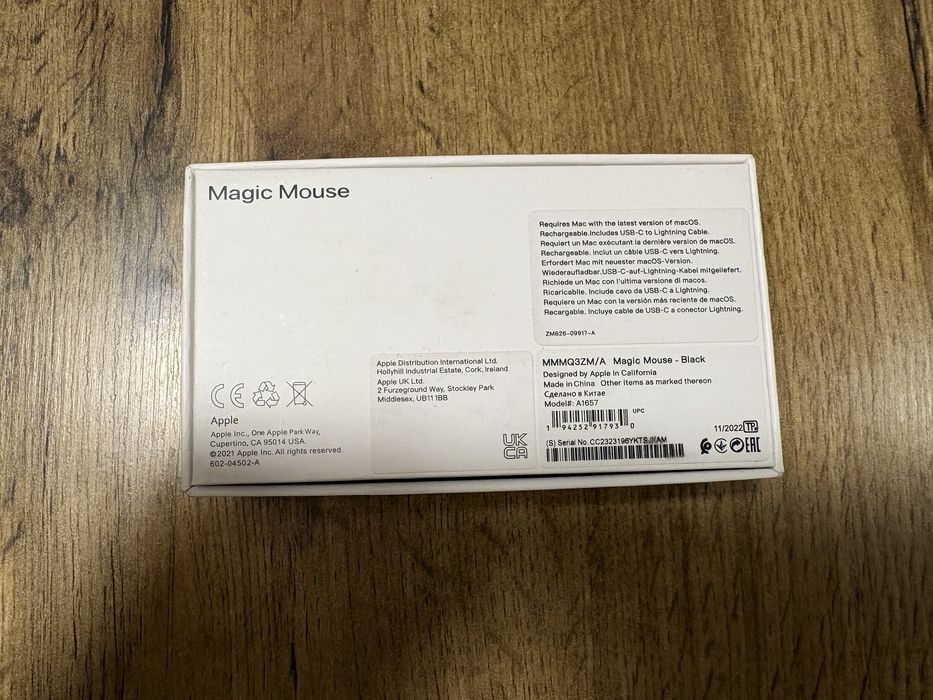 Magic Mouse
Requires Mac with the latest version of macOS.
Rechargeable.Includes USB-C to Lightning Cable.
Requiert un Mac exécutant la dernière version de macOS.
Rechargeable. Inclut un câble USB-C vers Lightning.
Erfordert Mac mit neuester macOS-Version.
Wiederaufladbar.USB-C-auf-Lightning-Kabel mitgeliefert.
Richiede un Mac con l'ultima versione di macos.
Ricaricabile. Include cavo da USB-C a Lightning.
Requiere un Mac con la versión más reciente de macOS.
Recargable. Incluye cable de USB-C a conector Lightning.
ZM626-09917-A
CE
Apple
Apple Inc., One Apple Park Way,
Cupertino, CA 95014 USA.
©2021 Apple Inc. All rights reserved
602-04502-A
Apple Distribution International Ltd.
Hollyhill Industrial Estate, Cork, Ireland
Apple UK Ltd.
2 Furzeground Way, Stockley Park
Middlesex, UB11 1BB
UK
CA
MMMQ3ZM/A Magic Mouse - Black
Designed by Apple in California
Made in China Other items as marked thereon
Сделано в Китае
Model#: A1657
UPC
1 94252 91793 0
11/2022 TP
(S) Serial No. CC2323196YKTSJKAM
EAC